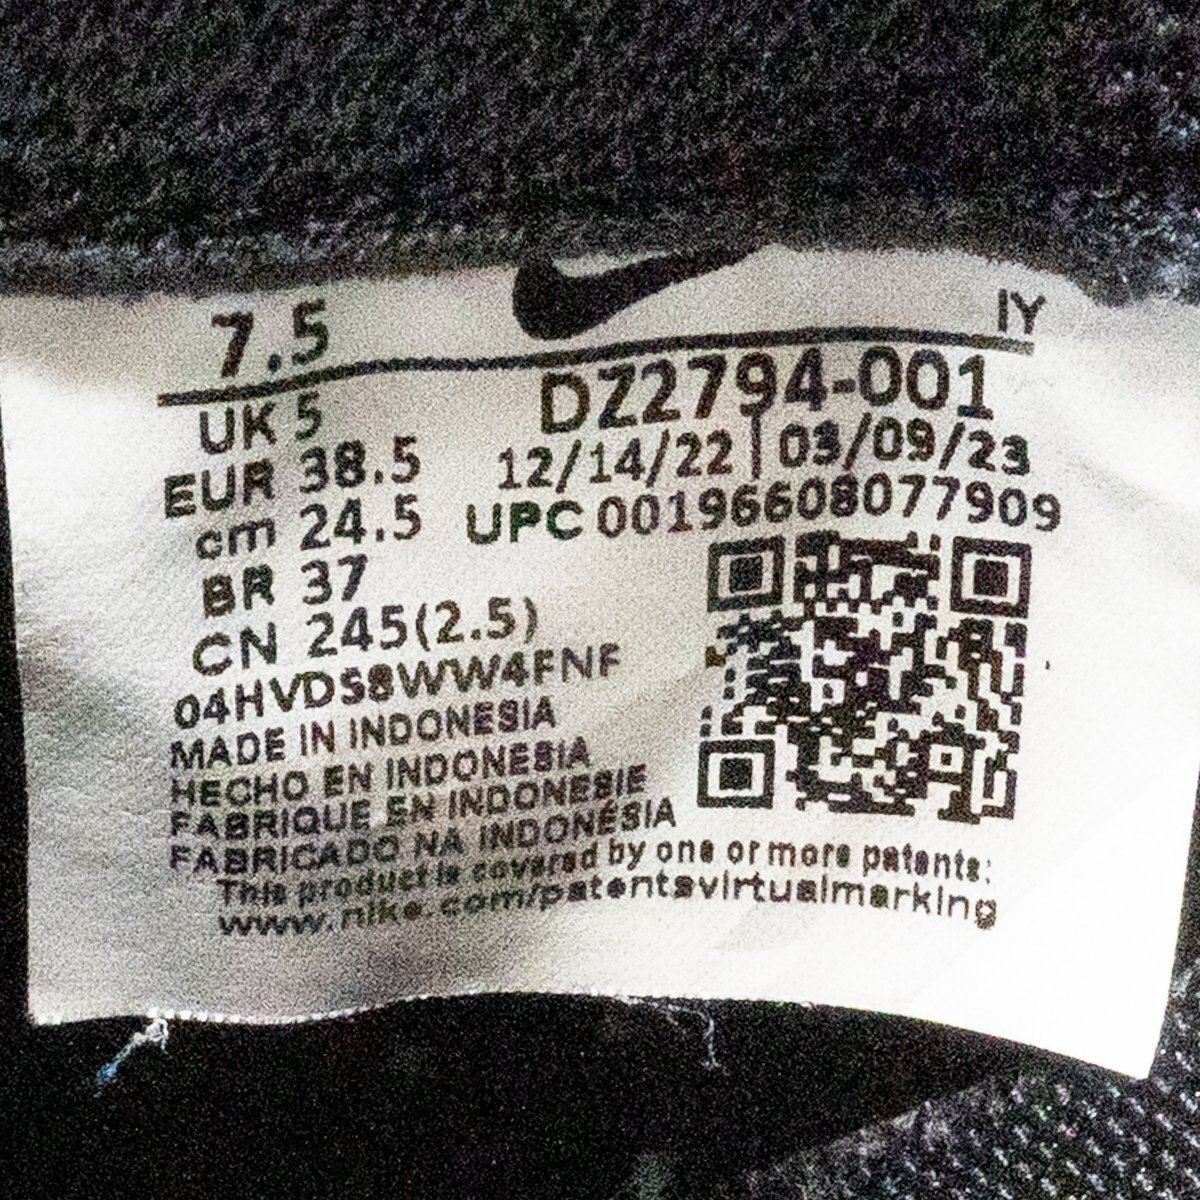 7.5 IY
UK 5 DZ2794-001
EUR 38.5 12/14/22 | 03/09/23
cm 24.5 UPC 00196608077909
BR 37
CN 245(2.5)
04HVDS8WW4FNF
MADE IN INDONESIA
HECHO EN INDONESIA
FABRIQUE EN INDONESIE
FABRICADO NA INDONÉSIA
This product is covered by one or more patents:
www.nike.com/patentsvirtualmarking